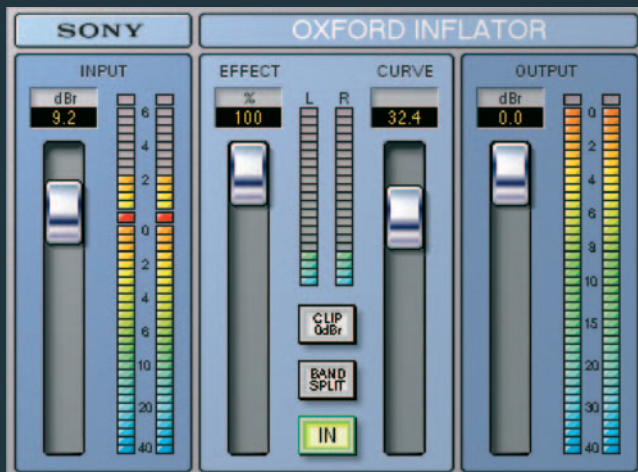 SONY
OXFORD INFLATOR
INPUT
dBr
9.2
6
4
2
0
2
4
6
10
20
40
EFFECT
%
100
L R
CURVE
32.4
CLIP
0dBr
BAND
SPLIT
IN
OUTPUT
dBr
0.0
0
2
4
6
8
10
15
20
30
40